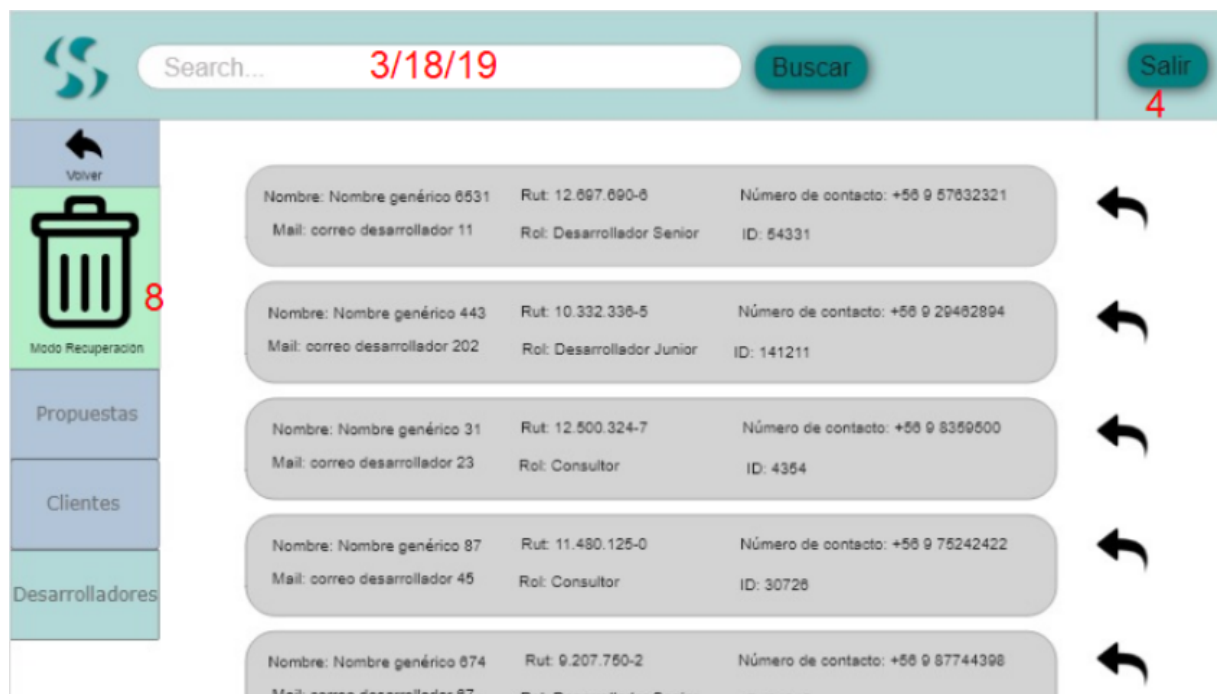 Search...
3/18/19
Buscar
Salir
4
Volver
8
Modo Recuperación
Propuestas
Clientes
Desarrolladores
Nombre: Nombre genérico 6531 Rut: 12.697.690-6 Número de contacto: +56 9 57632321
Mail: correo desarrollador 11 Rol: Desarrollador Senior ID: 54331
Nombre: Nombre genérico 443 Rut: 10.332.336-5 Número de contacto: +56 9 29462894
Mail: correo desarrollador 202 Rol: Desarrollador Junior ID: 141211
Nombre: Nombre genérico 31 Rut: 12.500.324-7 Número de contacto: +56 9 8359600
Mail: correo desarrollador 23 Rol: Consultor ID: 4354
Nombre: Nombre genérico 87 Rut: 11.480.125-0 Número de contacto: +56 9 75242422
Mail: correo desarrollador 45 Rol: Consultor ID: 30726
Nombre: Nombre genérico 674 Rut: 9.207.750-2 Número de contacto: +56 9 87744398
Mail: correo desarrollador 67